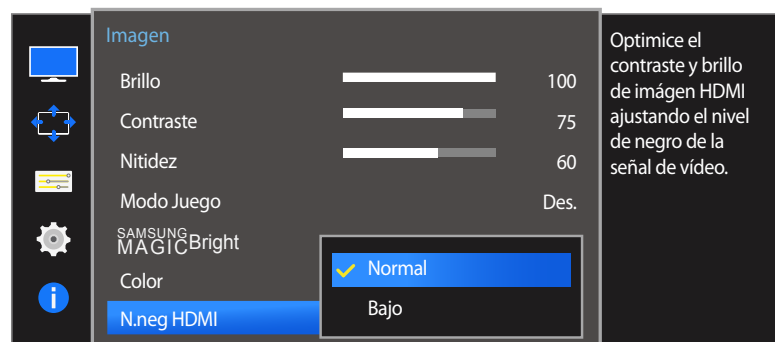 Imagen
Brillo 100
Contraste 75
Nitidez 60
Modo Juego Des.
SAMSUNG
MAGICBright
Color
N.neg HDMI
Normal
Bajo
Optimice el
contraste y brillo
de imágen HDMI
ajustando el nivel
de negro de la
señal de vídeo.